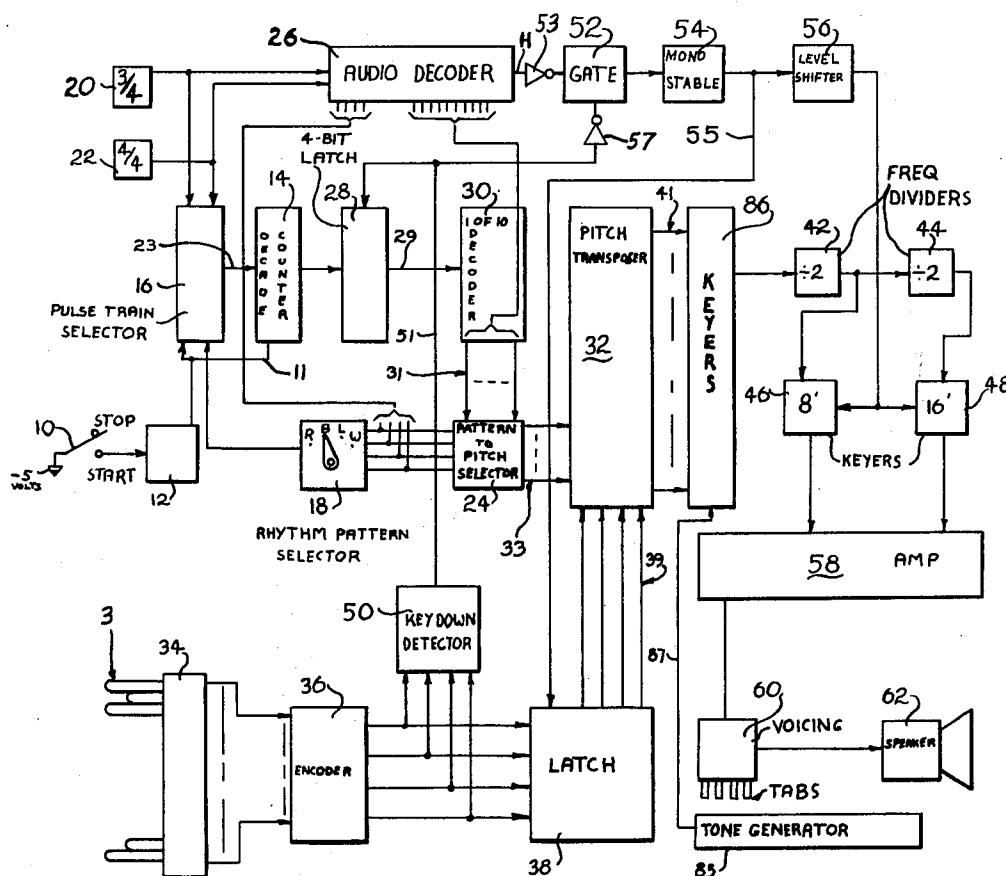 26
53
H
52
54
56
20
3/4
AUDIO DECODER
GATE
MONO
STABLE
LEVEL
SHIFTER
22
4/4
4-BIT
LATCH
57
55
14
28
30
41
86
FREQ
DIVIDERS
23
DECADE
COUNTER
29
1 OF 10
DECODER
PITCH
TRANSPOSER
KEYERS
42
44
÷2
÷2
16
PULSE TRAIN
SELECTOR
51
32
11
31
46
8'
16'
48
10
STOP
-5
VOLTS
START
12
R B L W
18
PATTERN
TO
PITCH
SELECTOR
24
33
KEYERS
RHYTHM PATTERN
SELECTOR
58
AMP
39
50
KEYDOWN
DETECTOR
87
3
34
36
60
62
VOICING
SPEAKER
ENCODER
LATCH
TABS
TONE GENERATOR
38
85